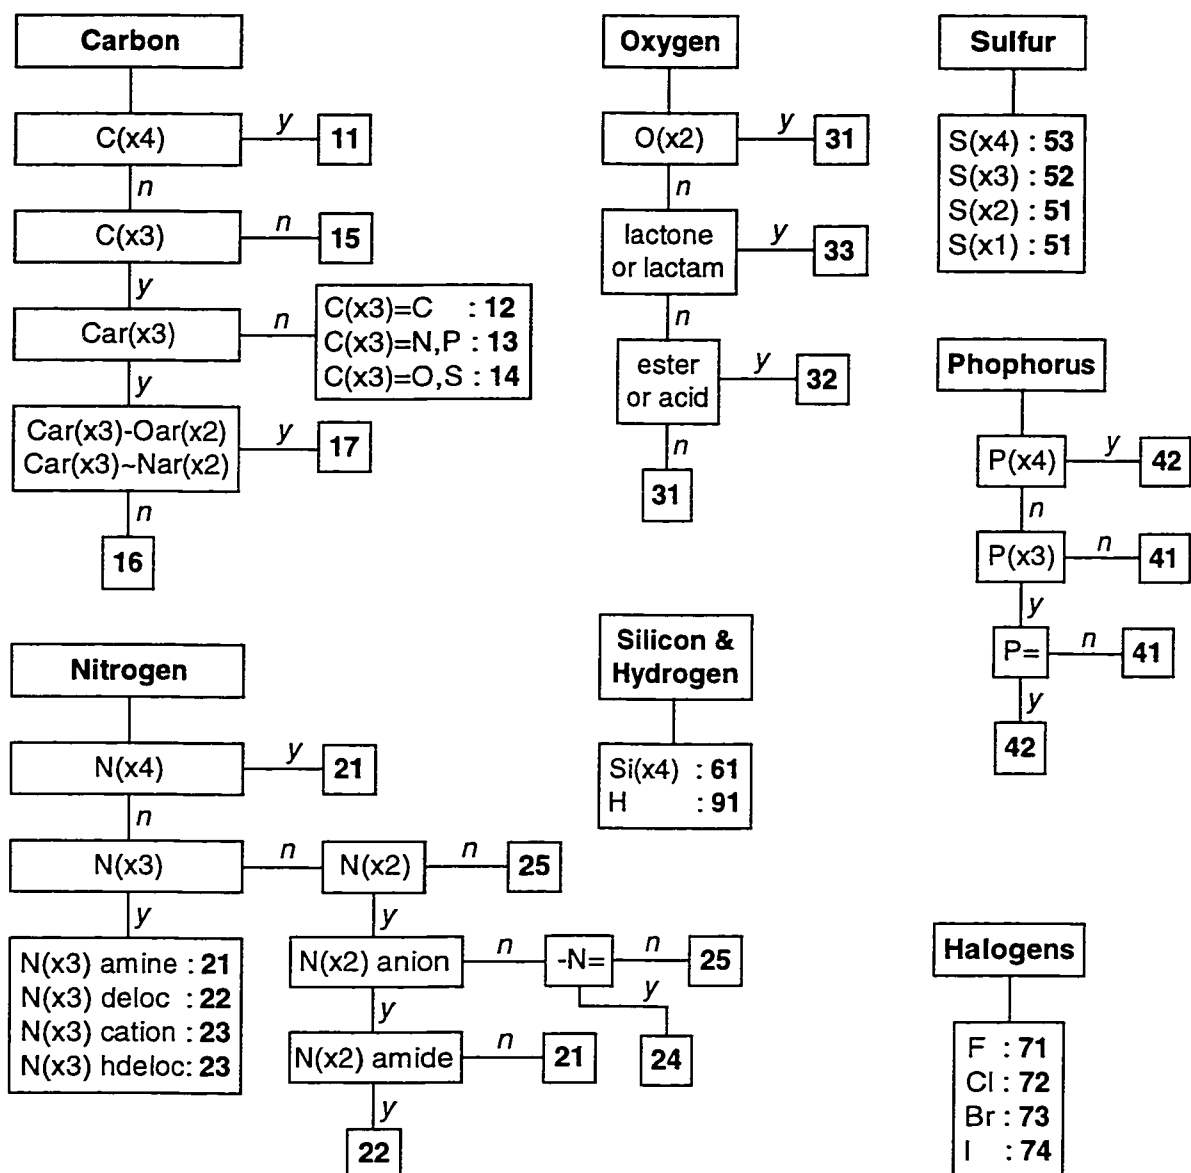 Carbon
C(x4)
y
11
n
C(x3)
n
15
y
Car(x3)
n
C(x3)=C : 12
C(x3)=N,P : 13
C(x3)=O,S : 14
y
Car(x3)-Oar(x2)
Car(x3)~Nar(x2)
y
17
n
16
Oxygen
O(x2)
y
31
n
lactone
or lactam
y
33
n
ester
or acid
y
32
n
31
Sulfur
S(x4) : 53
S(x3) : 52
S(x2) : 51
S(x1) : 51
Phophorus
P(x4)
y
42
n
P(x3)
n
41
y
P=
n
41
y
42
Nitrogen
N(x4)
y
21
n
N(x3)
n
N(x2)
n
25
y
N(x3) amine : 21
N(x3) deloc : 22
N(x3) cation : 23
N(x3) hdeloc: 23
y
N(x2) anion
n
-N=
n
25
y
24
y
N(x2) amide
n
21
y
22
Silicon &
Hydrogen
Si(x4) : 61
H : 91
Halogens
F : 71
Cl : 72
Br : 73
I : 74